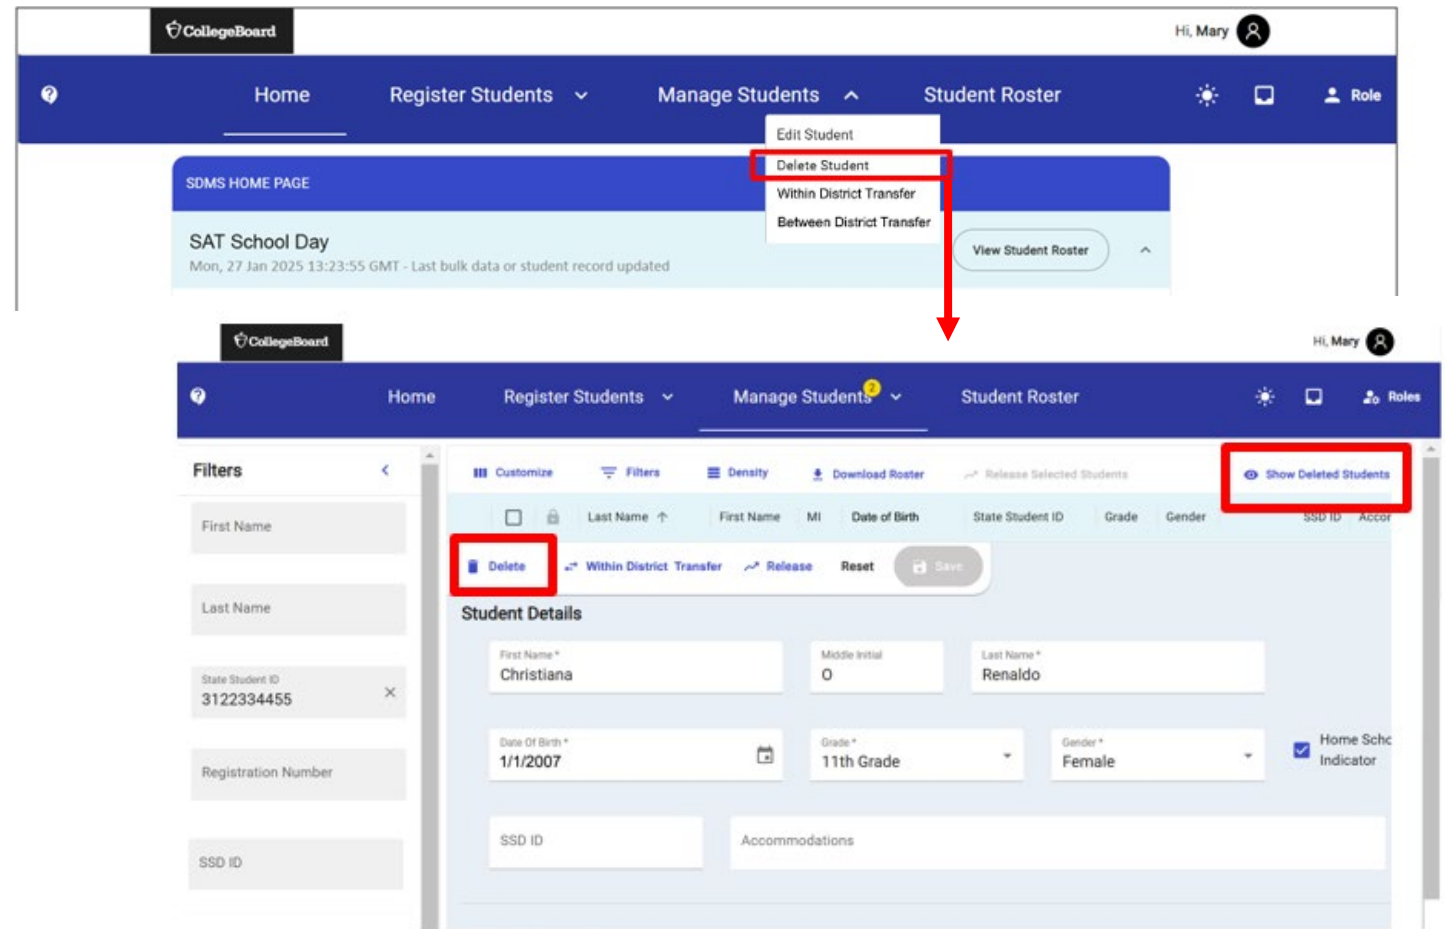 CollegeBoard
Hi, Mary
Home Register Students Manage Students Student Roster Role
Edit Student
Delete Student
Within District Transfer
Between District Transfer
SDMS HOME PAGE
SAT School Day
Mon, 27 Jan 2025 13:23:55 GMT - Last bulk data or student record updated
View Student Roster
CollegeBoard
Hi, Mary
Home Register Students Manage Students 2 Student Roster Roles
Filters
Customize Filters Density Download Roster Release Selected Students Show Deleted Students
Last Name First Name MI Date of Birth State Student ID Grade Gender SSD ID Accor
Delete Within District Transfer Release Reset Save
First Name
Last Name
State Student ID
3122334455
Registration Number
SSD ID
Student Details
First Name *
Christiana
Middle Initial
O
Last Name *
Renaldo
Date Of Birth *
1/1/2007
Grade *
11th Grade
Gender *
Female
Home Scho
Indicator
SSD ID
Accommodations